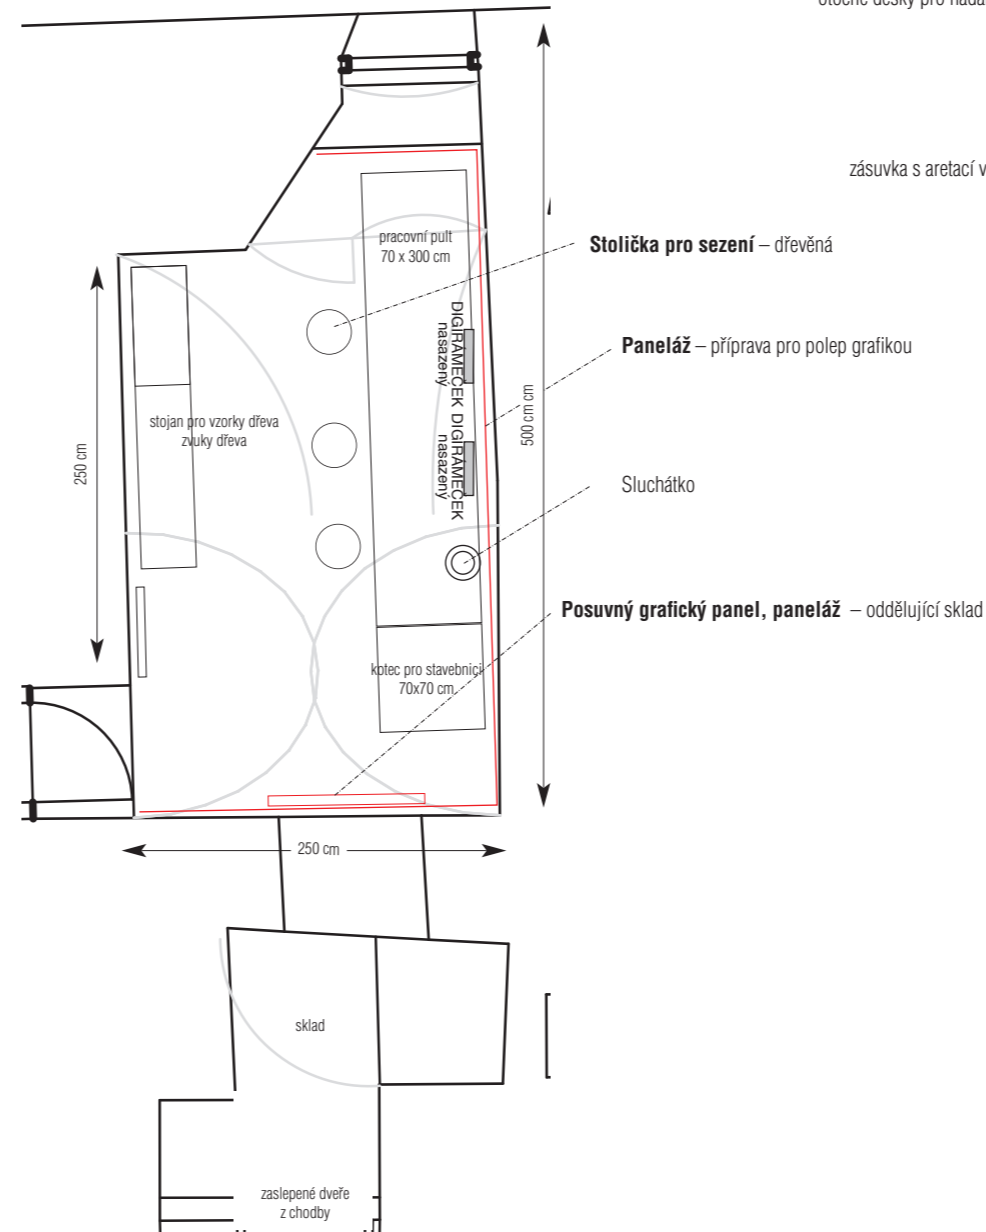 zásuvka s aretací v
pracovní pult
70 x 300 cm
Stolička pro sezení – dřevěná
DIGIRÁMEČEK
nasazený
Paneláž – příprava pro polep grafikou
500 cm cm
stojan pro vzorky dřeva
zvuky dřeva
250 cm
DIGIRÁMEČEK
nasazený
Sluchátko
Posuvný grafický panel, paneláž – oddělující sklad
kotec pro stavebnici
70x70 cm
250 cm
sklad
zaslepené dveře
z chodby